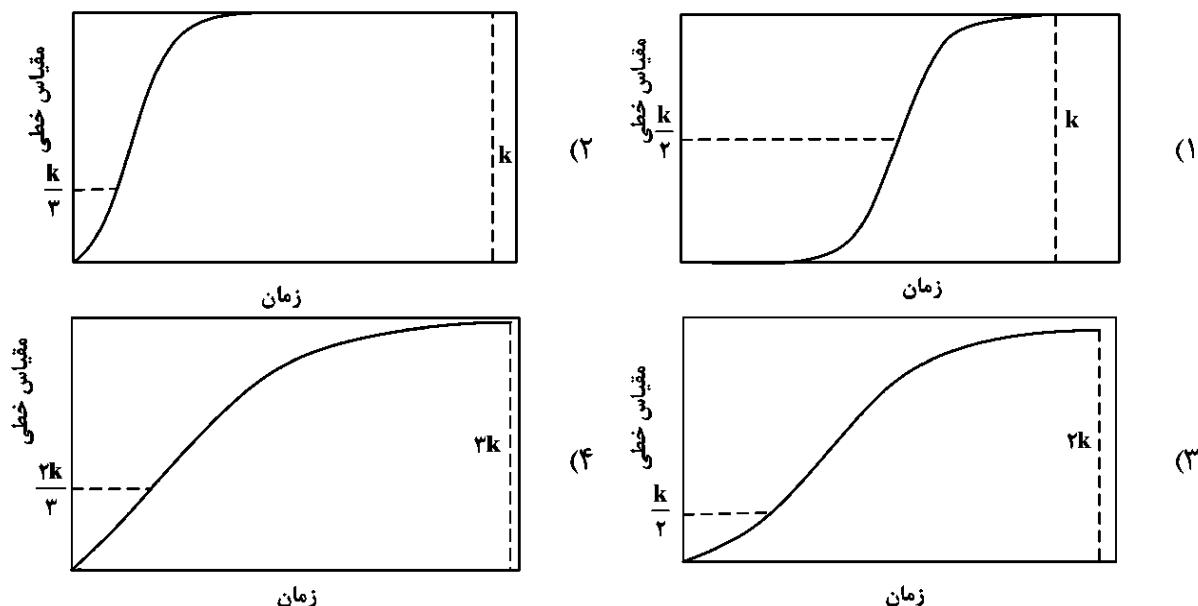 ۱)
مقیاس خطی
k/۲
k
زمان
۲)
مقیاس خطی
k/۳
k
زمان
۳)
مقیاس خطی
k/۲
۲k
زمان
۴)
مقیاس خطی
۲k/۳
۳k
زمان